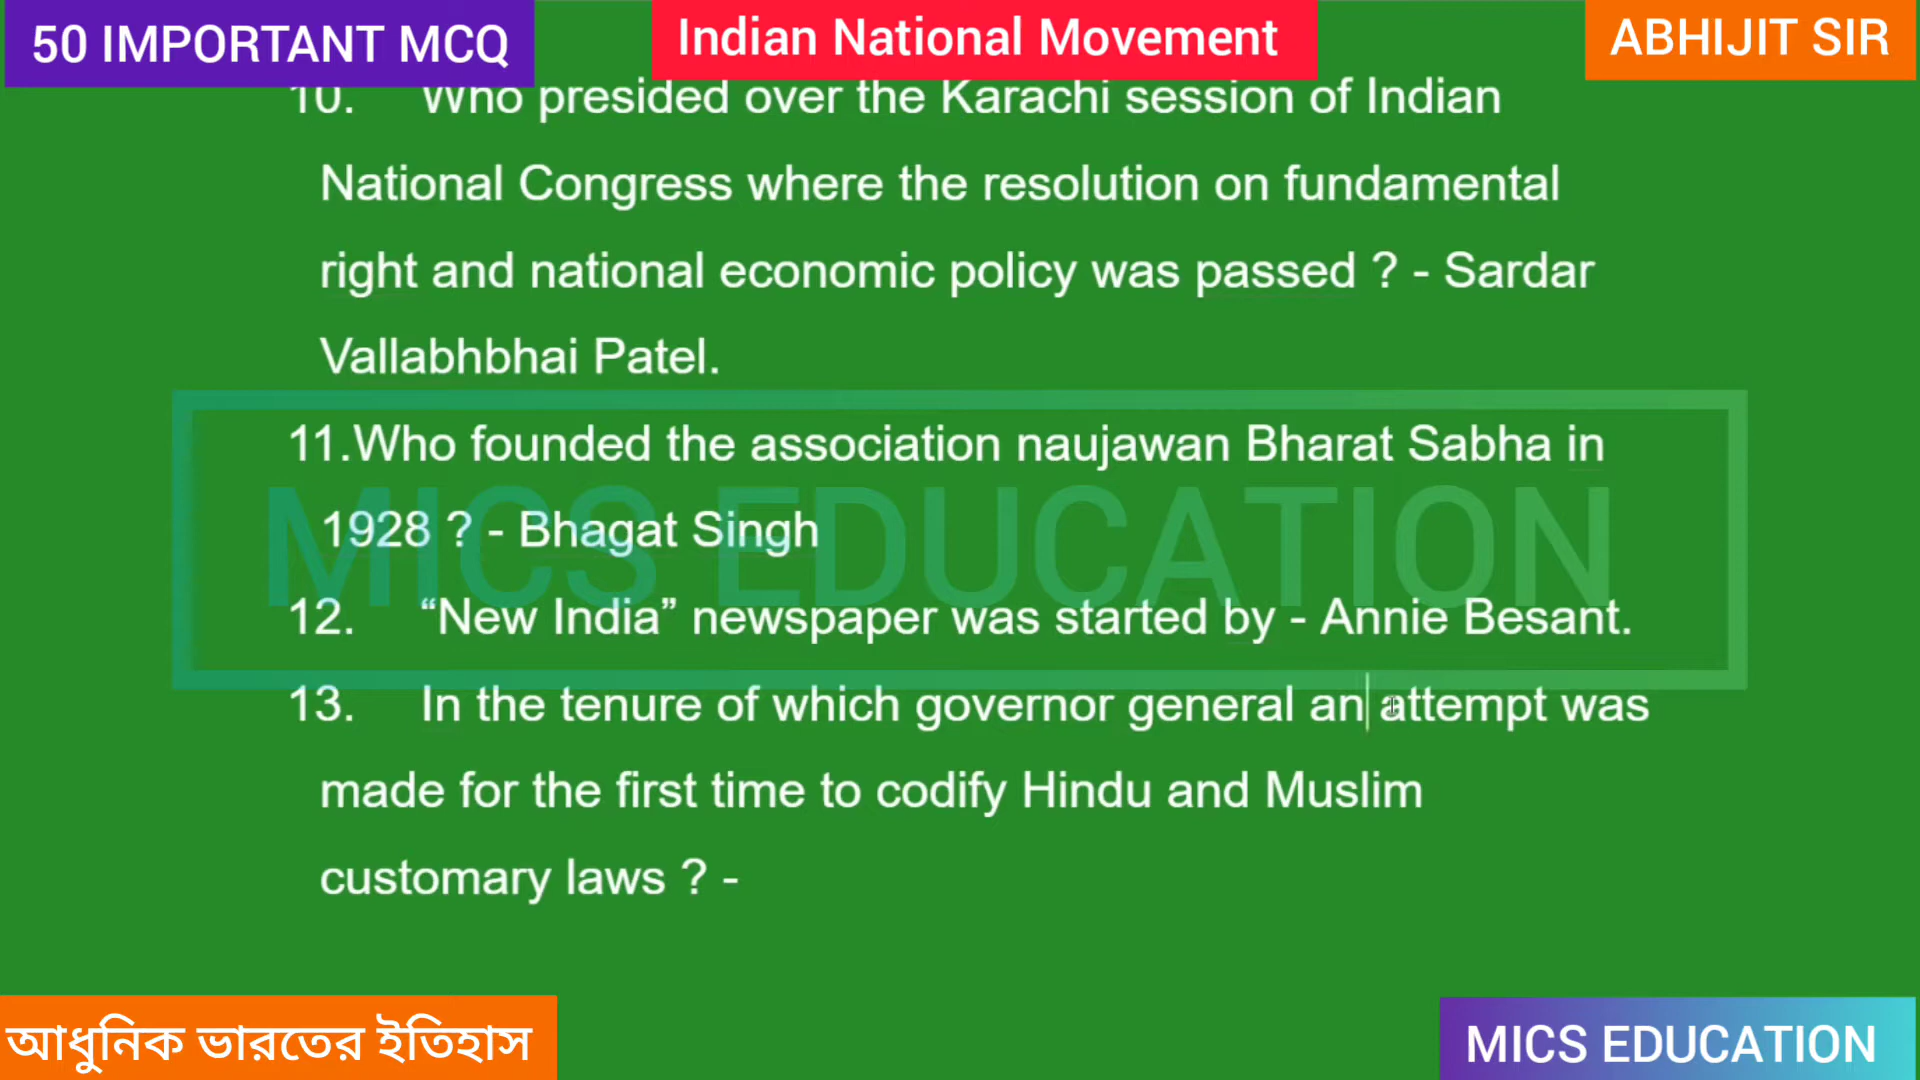 50 IMPORTANT MCQ
Indian National Movement
ABHIJIT SIR
10. Who presided over the Karachi session of Indian
National Congress where the resolution on fundamental
right and national economic policy was passed ? - Sardar
Vallabhbhai Patel.
11.Who founded the association naujawan Bharat Sabha in
1928 ? - Bhagat Singh
MICS EDUCATION
12. “New India” newspaper was started by - Annie Besant.
13. In the tenure of which governor general an attempt was
made for the first time to codify Hindu and Muslim
customary laws ? -
আধুনিক ভারতের ইতিহাস
MICS EDUCATION